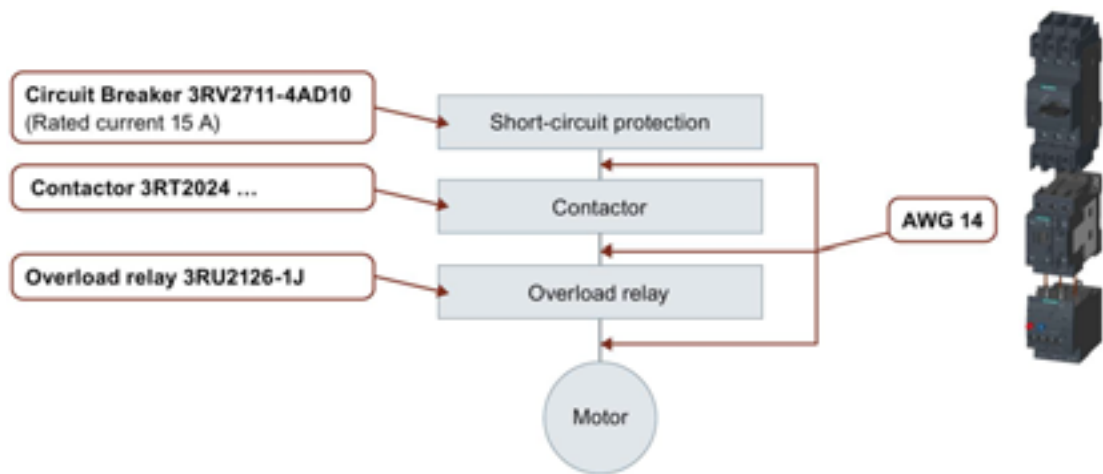 Circuit Breaker 3RV2711-4AD10
(Rated current 15 A)
Short-circuit protection
Contactor 3RT2024 ...
Contactor
AWG 14
Overload relay 3RU2126-1J
Overload relay
Motor